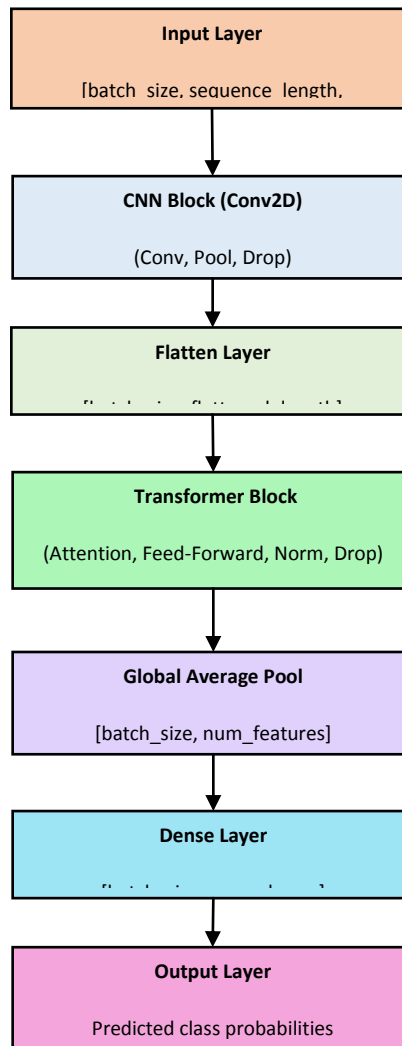 Input Layer
[batch_size, sequence_length,
CNN Block (Conv2D)
(Conv, Pool, Drop)
Flatten Layer
Transformer Block
(Attention, Feed-Forward, Norm, Drop)
Global Average Pool
[batch_size, num_features]
Dense Layer
Output Layer
Predicted class probabilities